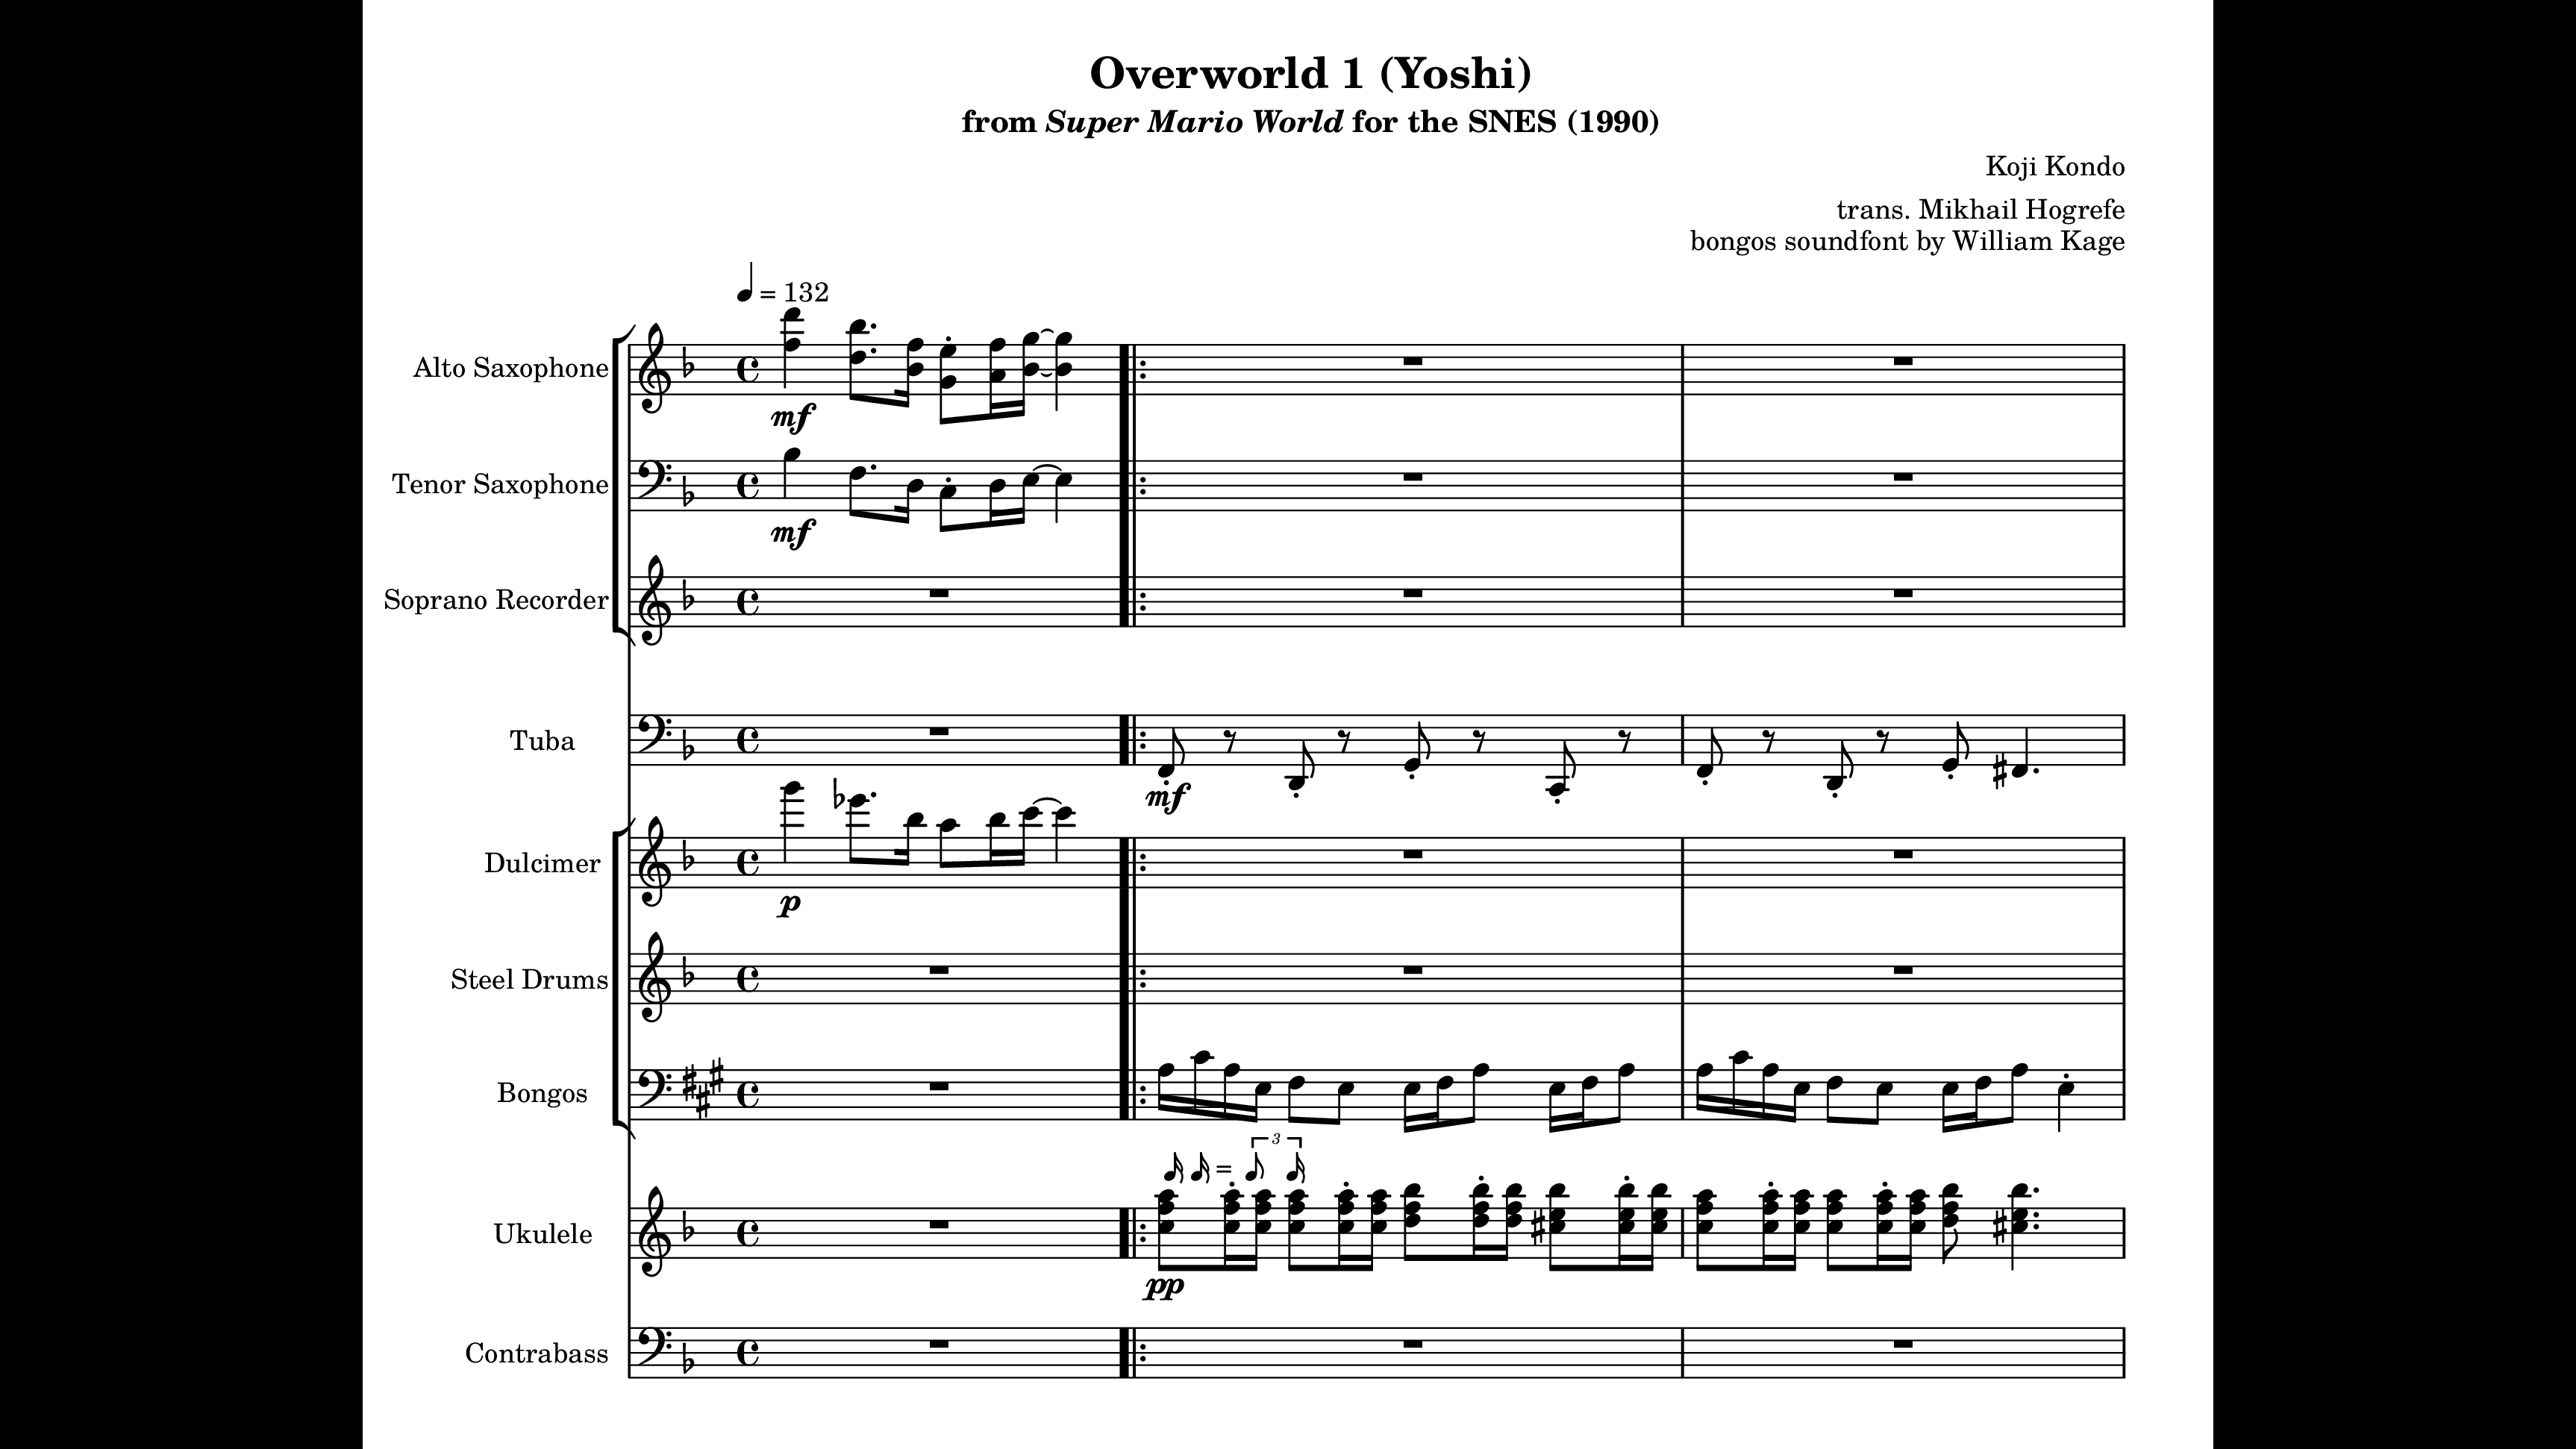 Overworld 1 (Yoshi)
from Super Mario World for the SNES (1990)
Koji Kondo
trans. Mikhail Hogrefe
bongos soundfont by William Kage
= 132
Alto Saxophone
mf
Tenor Saxophone
mf
Soprano Recorder
Tuba
mf
Dulcimer
p
Steel Drums
Bongos
3
=
Ukulele
pp
Contrabass